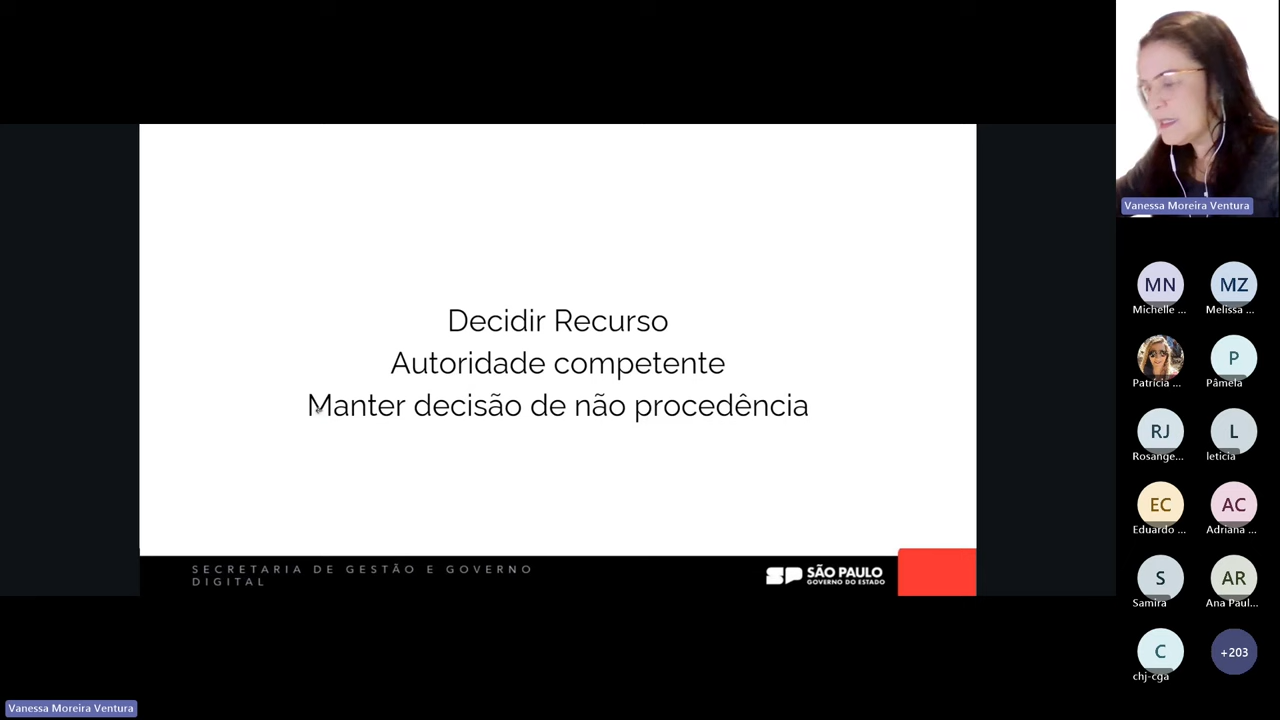 Decidir Recurso
Autoridade competente
Manter decisão de não procedência
SECRETARIA DE GESTÃO E GOVERNO
DIGITAL
SP SÃO PAULO
GOVERNO DO ESTADO
Vanessa Moreira Ventura
MN MZ
Michelle ... Melissa ...
P
Patrícia ... Pâmela
RJ L
Rosange... leticia
EC AC
Eduardo ... Adriana ...
S AR
Samira Ana Paul...
C +203
chj-cga
Vanessa Moreira Ventura